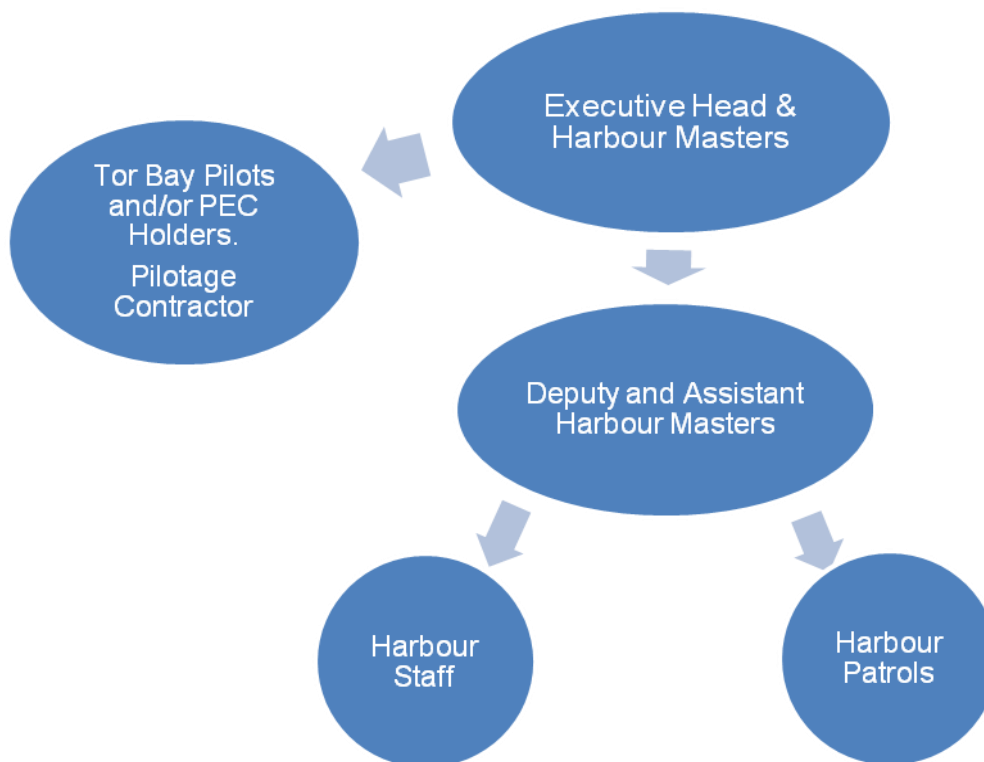 Executive Head &
Harbour Masters
Tor Bay Pilots
and/or PEC
Holders.
Pilotage
Contractor
Deputy and Assistant
Harbour Masters
Harbour
Staff
Harbour
Patrols